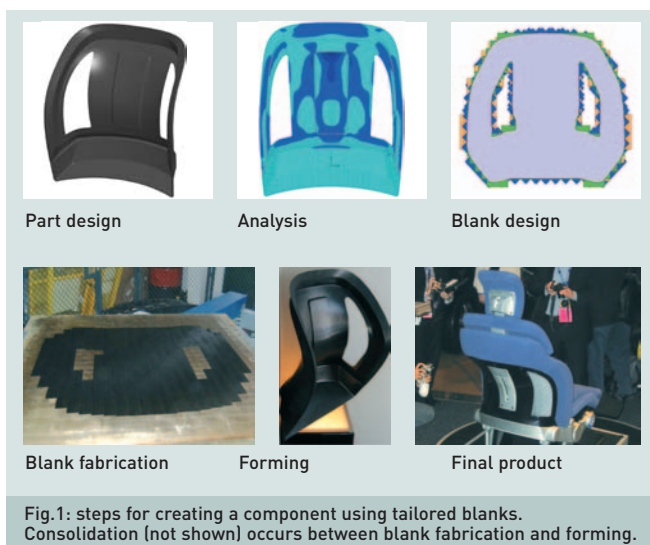 Part design
Analysis
Blank design
Blank fabrication
Forming
Final product
Fig.1: steps for creating a component using tailored blanks.
Consolidation (not shown) occurs between blank fabrication and forming.